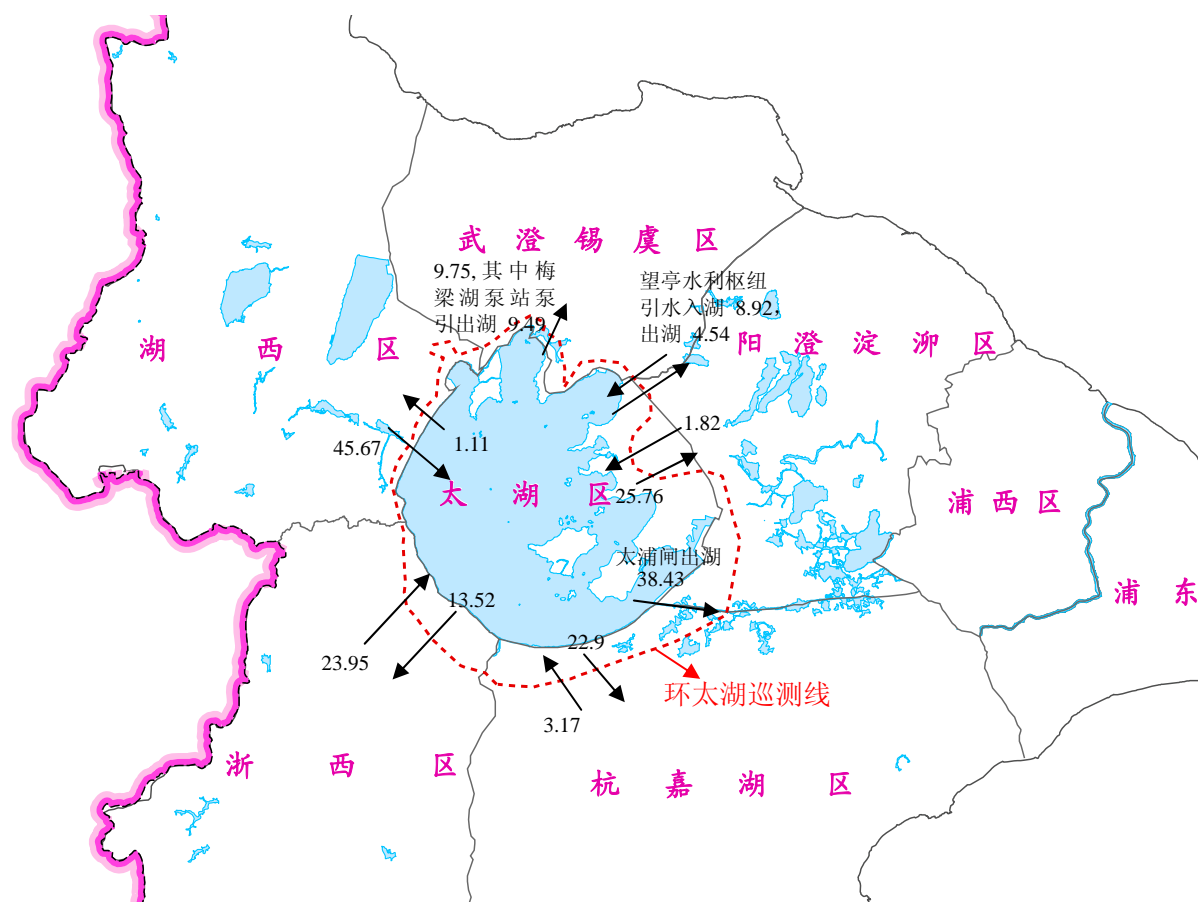 武澄锡虞区
9.75, 其中梅
梁湖泵站泵
引出湖 9.49
望亭水利枢纽
引水入湖 8.92,
出湖 4.54
湖西区
阳澄淀泖区
45.67
1.11
1.82
太湖区
25.76
浦西区
太浦闸出湖
38.43
浦东
13.52
23.95
22.9
3.17
环太湖巡测线
浙西区
杭嘉湖区